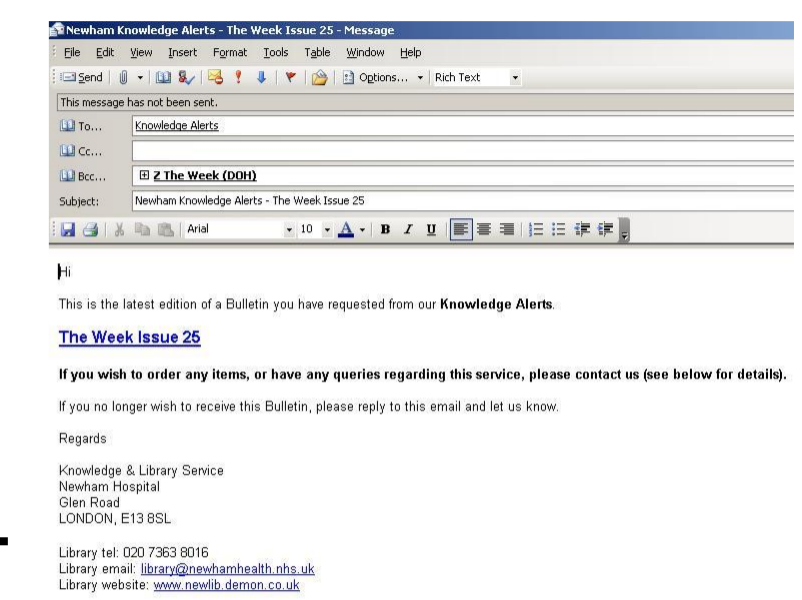 Newham Knowledge Alerts - The Week Issue 25 - Message
File Edit View Insert Format Tools Table Window Help
Send Options... Rich Text
This message has not been sent.
To... Knowledge Alerts
Cc...
Bcc... Z The Week (DOH)
Subject: Newham Knowledge Alerts - The Week Issue 25
Arial 10 A B I U
Hi
This is the latest edition of a Bulletin you have requested from our Knowledge Alerts.
The Week Issue 25
If you wish to order any items, or have any queries regarding this service, please contact us (see below for details).
If you no longer wish to receive this Bulletin, please reply to this email and let us know.
Regards
Knowledge & Library Service
Newham Hospital
Glen Road
LONDON, E13 8SL
Library tel: 020 7363 8016
Library email: library@newhamhealth.nhs.uk
Library website: www.newlib.demon.co.uk